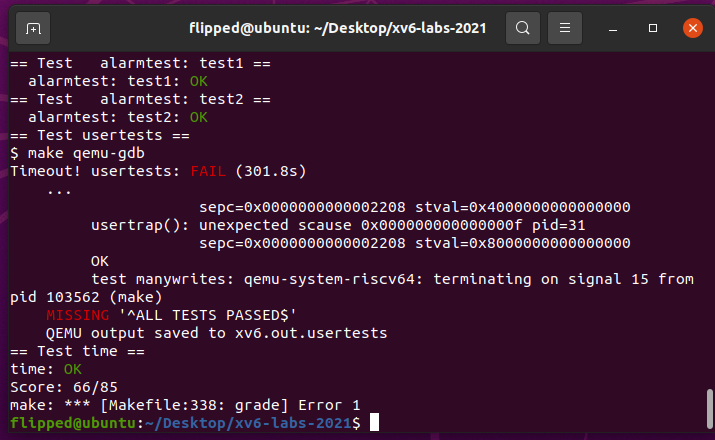 flipped@ubuntu: ~/Desktop/xv6-labs-2021
== Test   alarmtest: test1 ==
  alarmtest: test1: OK
== Test   alarmtest: test2 ==
  alarmtest: test2: OK
== Test usertests ==
$ make qemu-gdb
Timeout! usertests: FAIL (301.8s)
    ...
                     sepc=0x0000000000002208 stval=0x4000000000000000
         usertrap(): unexpected scause 0x000000000000000f pid=31
                     sepc=0x0000000000002208 stval=0x8000000000000000
         OK
         test manywrites: qemu-system-riscv64: terminating on signal 15 from
pid 103562 (make)
    MISSING '^ALL TESTS PASSED$'
    QEMU output saved to xv6.out.usertests
== Test time ==
time: OK
Score: 66/85
make: *** [Makefile:338: grade] Error 1
flipped@ubuntu:~/Desktop/xv6-labs-2021$